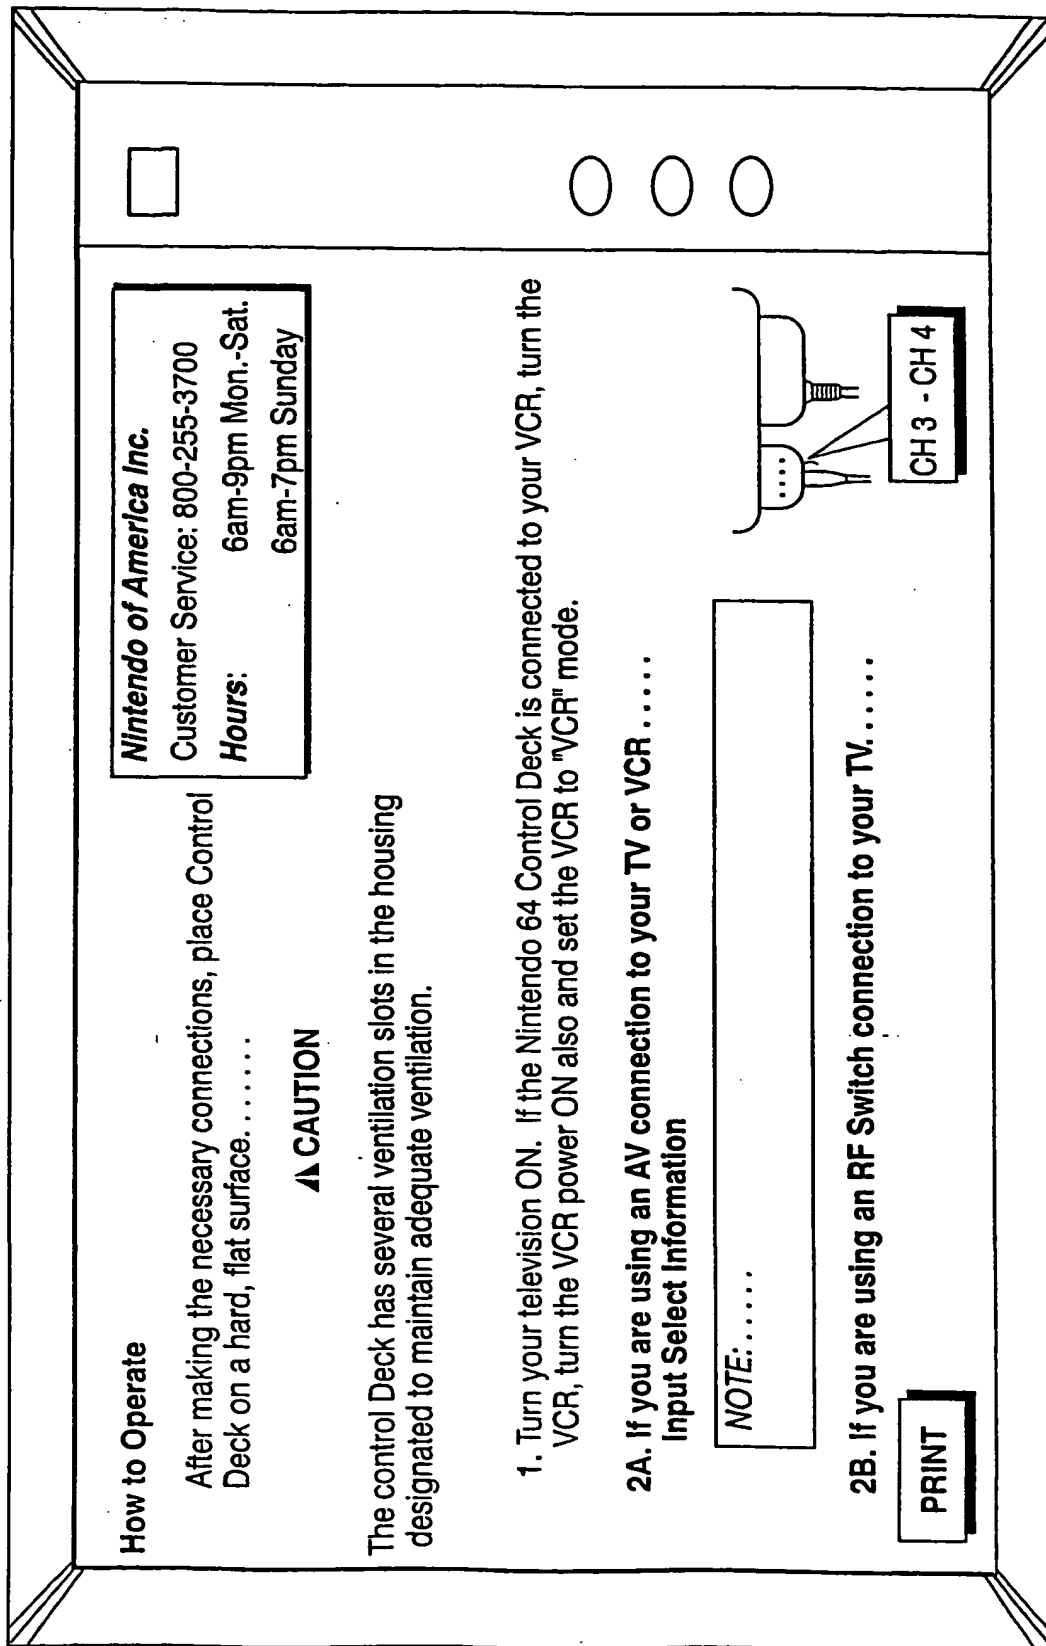 How to Operate
Nintendo of America Inc.
Customer Service: 800-255-3700
Hours: 6am-9pm Mon.-Sat.
6am-7pm Sunday
After making the necessary connections, place Control
Deck on a hard, flat surface.......
CAUTION
The control Deck has several ventilation slots in the housing
designated to maintain adequate ventilation.
1. Turn your television ON. If the Nintendo 64 Control Deck is connected to your VCR, turn the
VCR, turn the VCR power ON also and set the VCR to "VCR" mode.
2A. If you are using an AV connection to your TV or VCR.....
Input Select Information
NOTE:.....
2B. If you are using an RF Switch connection to your TV......
CH 3 - CH 4
PRINT